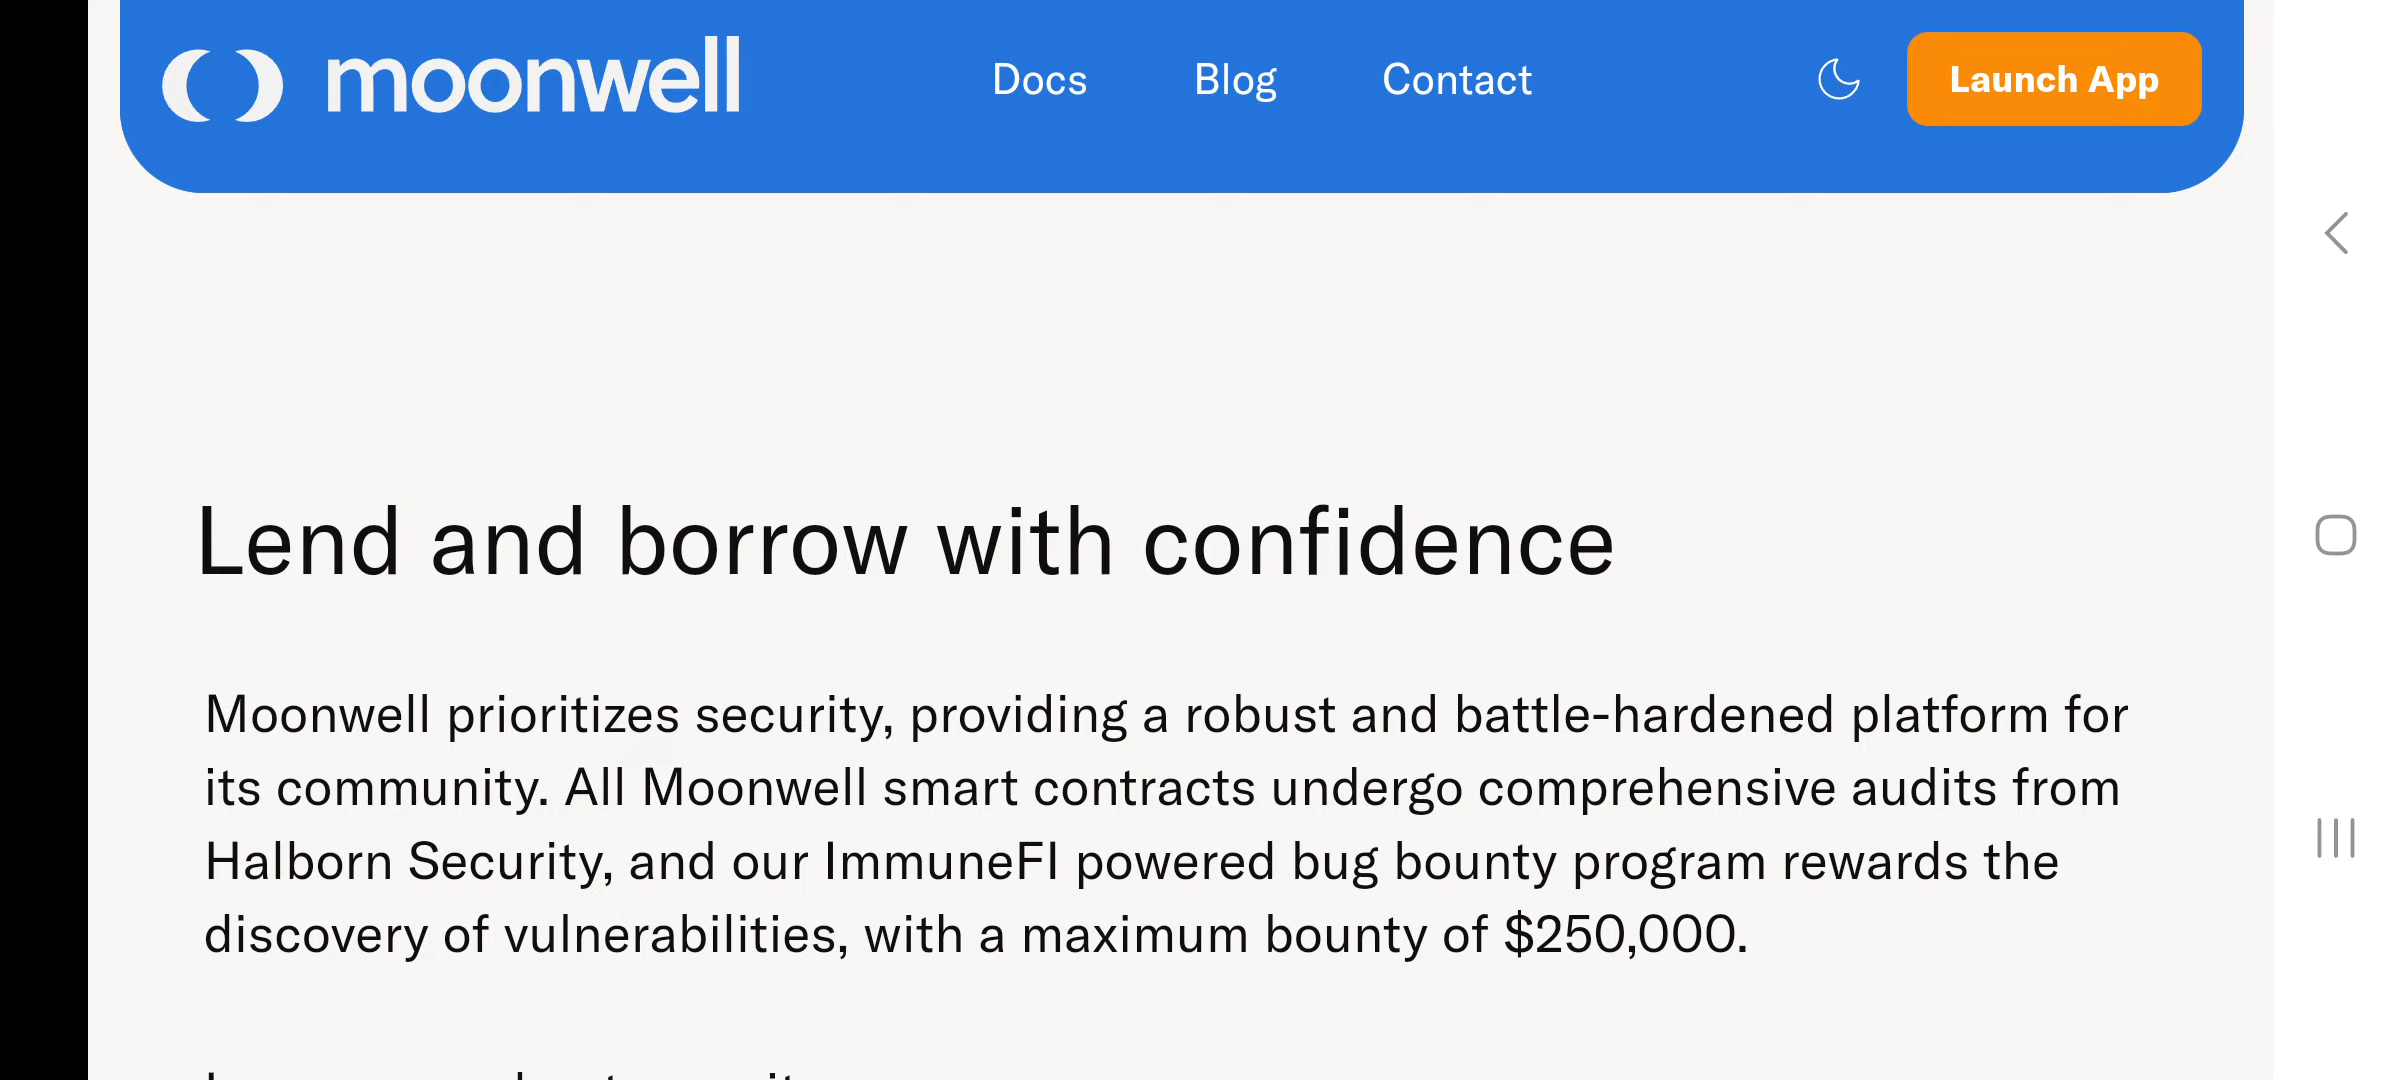 moonwell
Docs
Blog
Contact
Launch App
Lend and borrow with confidence
Moonwell prioritizes security, providing a robust and battle-hardened platform for
its community. All Moonwell smart contracts undergo comprehensive audits from
Halborn Security, and our ImmuneFI powered bug bounty program rewards the
discovery of vulnerabilities, with a maximum bounty of $250,000.